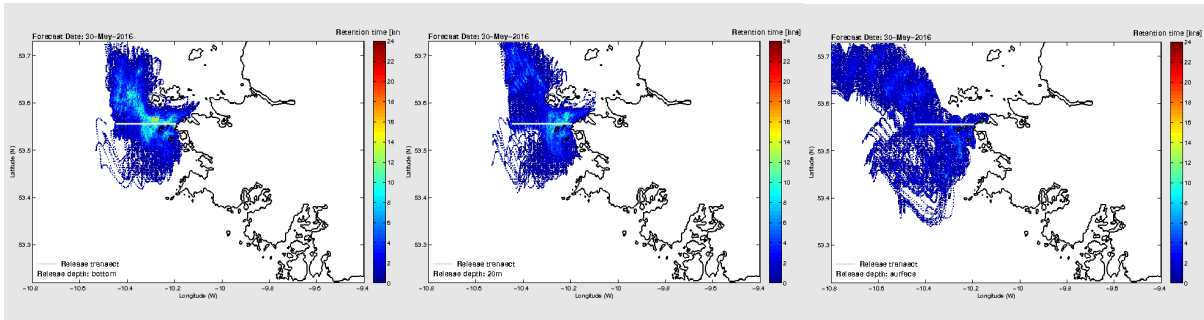 Forecast Date: 30-May-2016
Retention time [hrs
24
22
20
18
16
14
12
10
8
6
4
2
0
53.7
53.6
53.5
53.4
53.3
Latitude (N)
Release transect
Release depth: bottom
−10.8 −10.6 −10.4 −10.2 −10 −9.8 −9.6 −9.4
Longitude (W)
Forecast Date: 30-May-2016
Retention time [hrs]
24
22
20
18
16
14
12
10
8
6
4
2
0
53.7
53.6
53.5
53.4
53.3
Latitude (N)
Release transect
Release depth: 20m
−10.8 −10.6 −10.4 −10.2 −10 −9.8 −9.6 −9.4
Longitude (W)
Forecast Date: 30-May-2016
Retention time [hrs]
24
22
20
18
16
14
12
10
8
6
4
2
0
53.7
53.6
53.5
53.4
53.3
Latitude (N)
Release transect
Release depth: surface
−10.8 −10.6 −10.4 −10.2 −10 −9.8 −9.6 −9.4
Longitude (W)